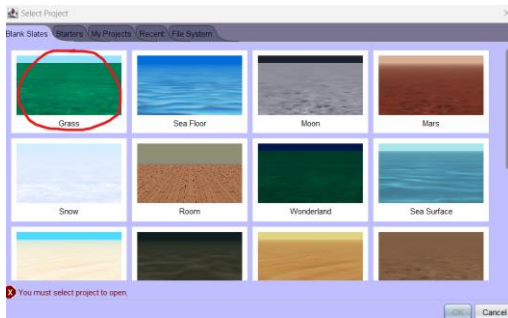 Select Project
Blank Slates Starters My Projects Recent File System
Grass Sea Floor Moon Mars
Snow Room Wonderland Sea Surface
You must select project to open.
OK Cancel